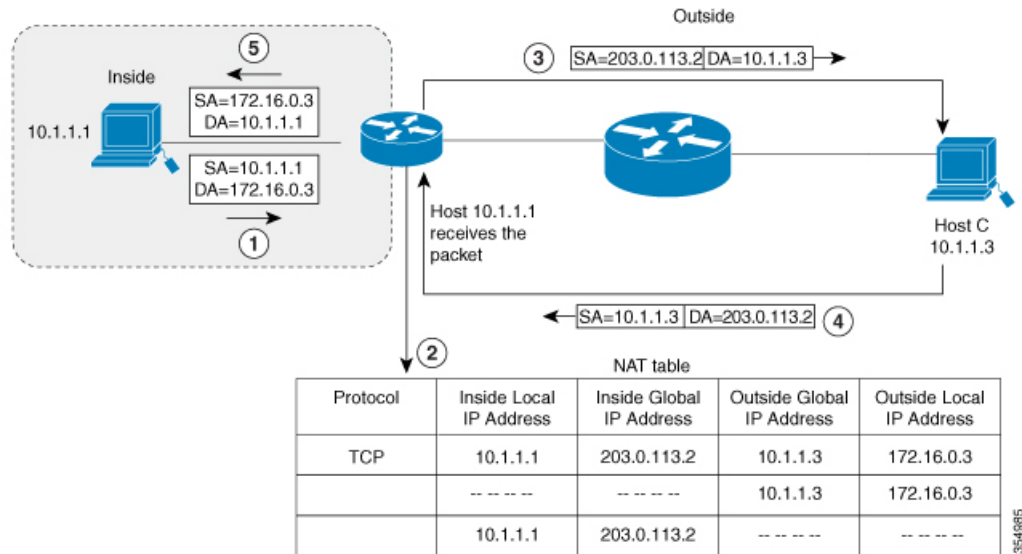 Outside
5
3
SA=203.0.113.2 DA=10.1.1.3
Inside
SA=172.16.0.3
DA=10.1.1.1
10.1.1.1
SA=10.1.1.1
DA=172.16.0.3
1
Host 10.1.1.1
receives the
packet
Host C
10.1.1.3
SA=10.1.1.3 DA=203.0.113.2
4
2
NAT table
Protocol
Inside Local
IP Address
Inside Global
IP Address
Outside Global
IP Address
Outside Local
IP Address
TCP 10.1.1.1 203.0.113.2 10.1.1.3 172.16.0.3
-- -- -- -- -- -- -- -- 10.1.1.3 172.16.0.3
10.1.1.1 203.0.113.2 -- -- -- -- -- -- -- --
354985